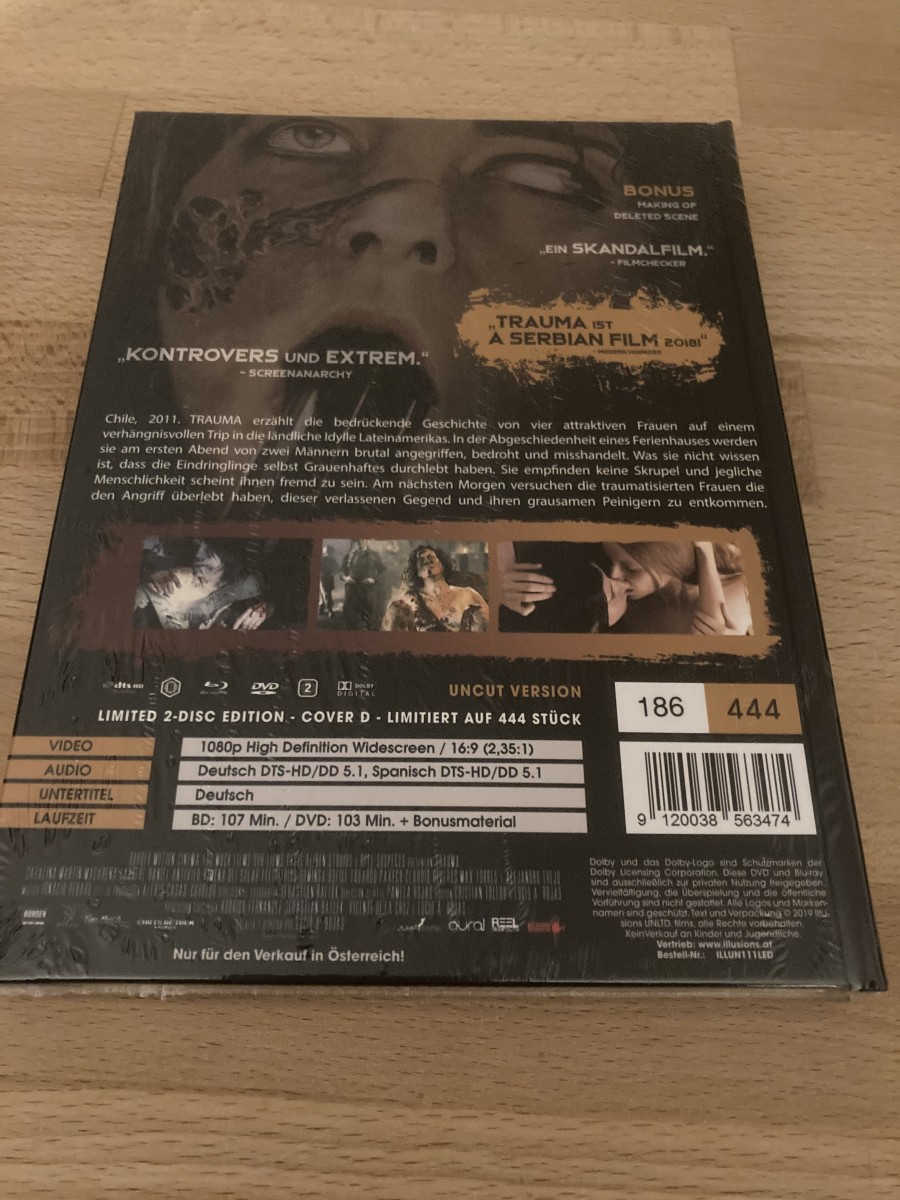 BONUS
MAKING OF
DELETED SCENE
„EIN SKANDALFILM.“
- FILMCHECKER
„TRAUMA IST
A SERBIAN FILM 2018!“
- MODERN HORRORS
„KONTROVERS UND EXTREM.“
- SCREENANARCHY
Chile, 2011. TRAUMA erzählt die bedrückende Geschichte von vier attraktiven Frauen auf einem
verhängnisvollen Trip in die ländliche Idylle Lateinamerikas. In der Abgeschiedenheit eines Ferienhauses werden
sie am ersten Abend von zwei Männern brutal angegriffen, bedroht und misshandelt. Was sie nicht wissen
ist, dass die Eindringlinge selbst Grauenhaftes durchlebt haben. Sie empfinden keine Skrupel und jegliche
Menschlichkeit scheint ihnen fremd zu sein. Am nächsten Morgen versuchen die traumatisierten Frauen die
den Angriff überlebt haben, dieser verlassenen Gegend und ihren grausamen Peinigern zu entkommen.
dts HD DVD 2 DOLBY DIGITAL
UNCUT VERSION
LIMITED 2-DISC EDITION - COVER D - LIMITIERT AUF 444 STÜCK
186 444
VIDEO 1080p High Definition Widescreen / 16:9 (2,35:1)
AUDIO Deutsch DTS-HD/DD 5.1, Spanisch DTS-HD/DD 5.1
UNTERTITEL Deutsch
LAUFZEIT BD: 107 Min. / DVD: 103 Min. + Bonusmaterial
9 120038 563474
Dolby und das Dolby-Logo sind Schutzmarken der
Dolby Licensing Corporation. Diese DVD und Blu-ray
sind ausschließlich zur privaten Nutzung freigegeben.
Vervielfältigung, die Überspielung und die öffentliche
Vorführung sind nicht gestattet. Alle Logos und Marken-
namen sind geschützt. Text und Verpackung © 2019 Illu-
sions UNLTD. films, alle Rechte vorbehalten.
KeinVerkauf an Kinder und Jugendliche.
Vertrieb: www.illusions.at
Bestell-Nr.: ILLUN111LED
aural REEL
Nur für den Verkauf in Österreich!